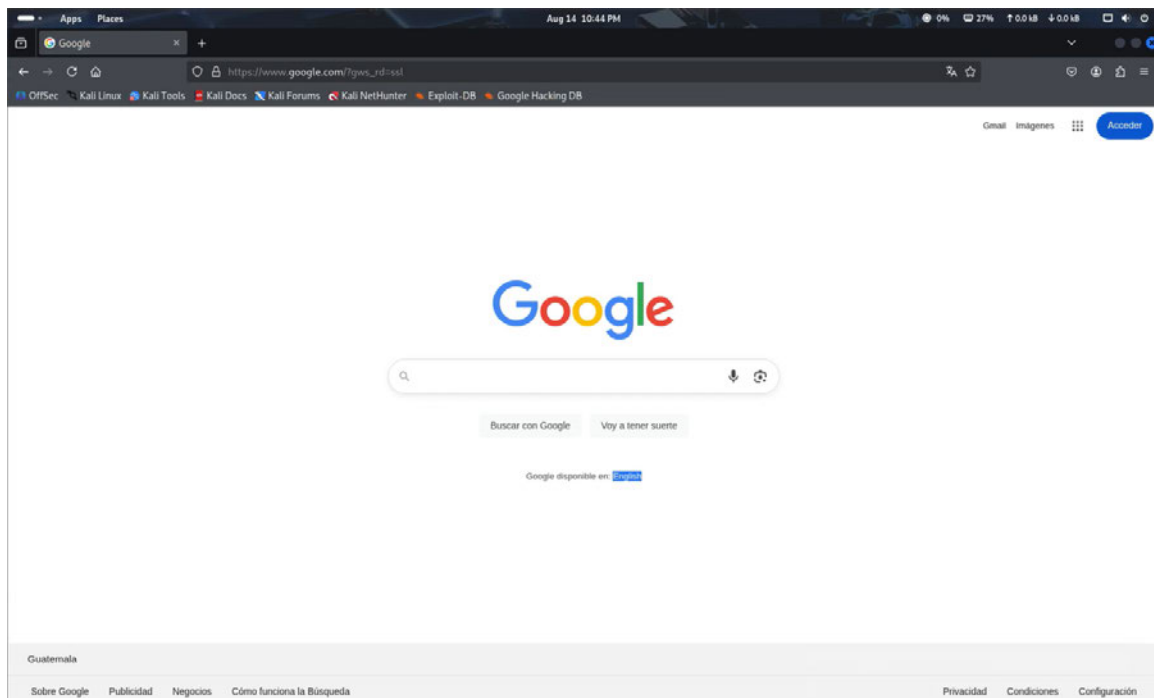 Apps Places Aug 14 10:44 PM 0% 27% 0.0 kB 0.0 kB
Google
https://www.google.com/?gws_rd=ssl
OffSec Kali Linux Kali Tools Kali Docs Kali Forums Kali NetHunter Exploit-DB Google Hacking DB
Gmail Imágenes Acceder
Google
Buscar con Google Voy a tener suerte
Google disponible en: English
Guatemala
Sobre Google Publicidad Negocios Cómo funciona la Búsqueda Privacidad Condiciones Configuración